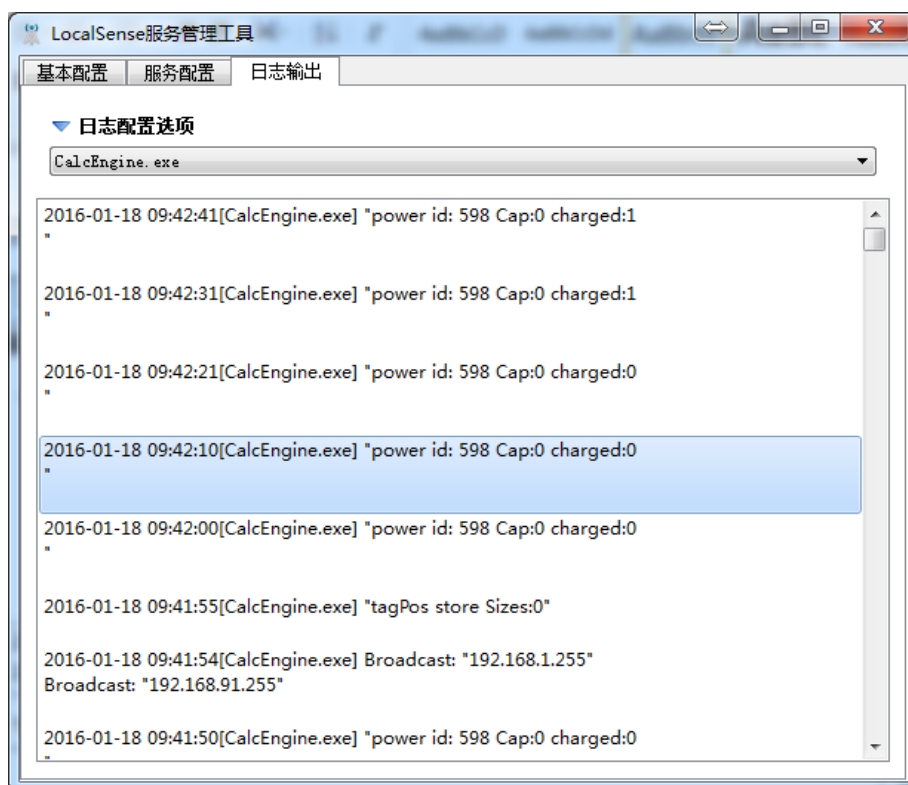 LocalSense服务管理工具
基本配置 服务配置 日志输出
日志配置选项
CalcEngine.exe
2016-01-18 09:42:41[CalcEngine.exe] "power id: 598 Cap:0 charged:1
"
2016-01-18 09:42:31[CalcEngine.exe] "power id: 598 Cap:0 charged:1
"
2016-01-18 09:42:21[CalcEngine.exe] "power id: 598 Cap:0 charged:0
"
2016-01-18 09:42:10[CalcEngine.exe] "power id: 598 Cap:0 charged:0
"
2016-01-18 09:42:00[CalcEngine.exe] "power id: 598 Cap:0 charged:0
"
2016-01-18 09:41:55[CalcEngine.exe] "tagPos store Sizes:0"
2016-01-18 09:41:54[CalcEngine.exe] Broadcast: "192.168.1.255"
Broadcast: "192.168.91.255"
2016-01-18 09:41:50[CalcEngine.exe] "power id: 598 Cap:0 charged:0
"